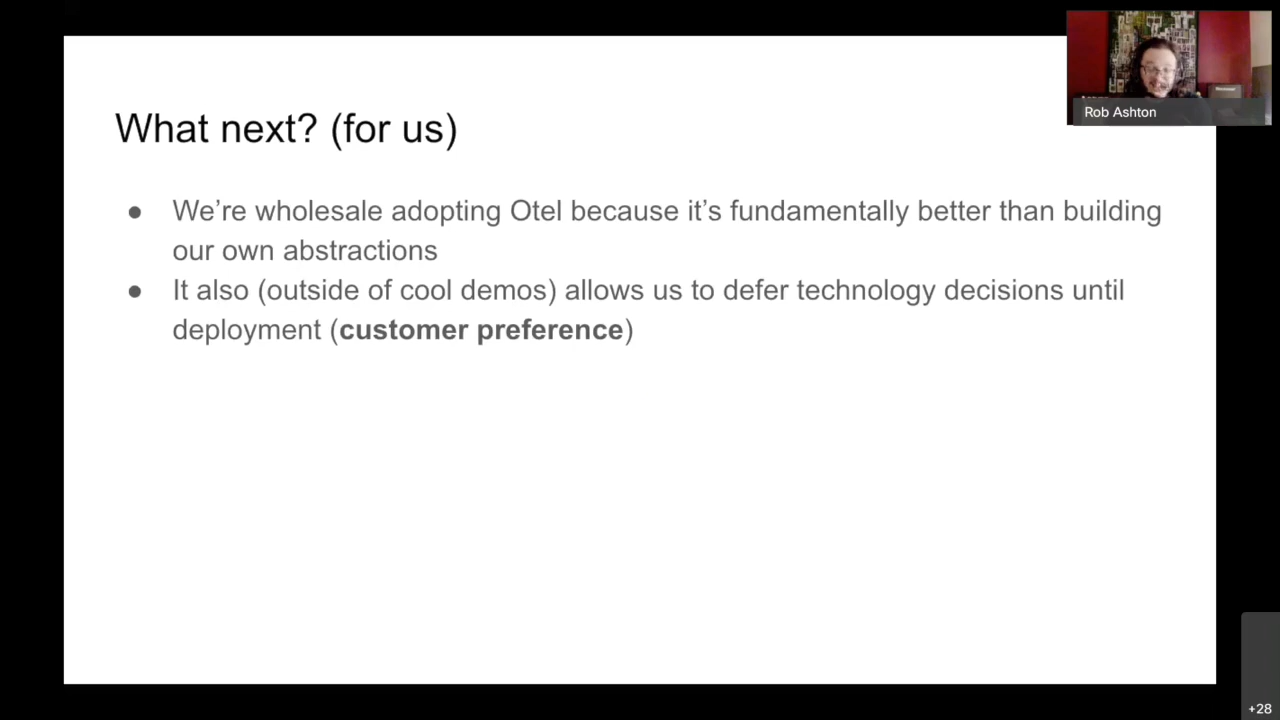 Rob Ashton
What next? (for us)
● We’re wholesale adopting Otel because it’s fundamentally better than building
our own abstractions
● It also (outside of cool demos) allows us to defer technology decisions until
deployment (customer preference)
+28